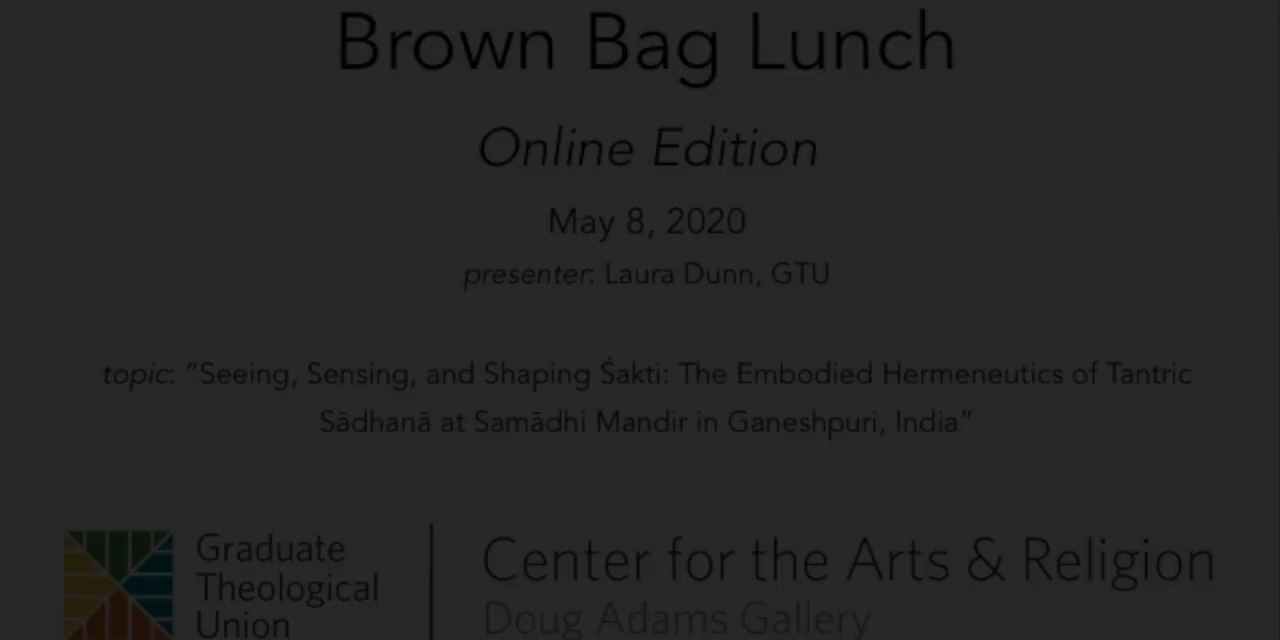 Brown Bag Lunch
Online Edition
May 8, 2020
presenter: Laura Dunn, GTU
topic: "Seeing, Sensing, and Shaping Śakti: The Embodied Hermeneutics of Tantric
Sādhanā at Samādhi Mandir in Ganeshpuri, India"
Graduate
Theological
Union
Center for the Arts & Religion
Doug Adams Gallery